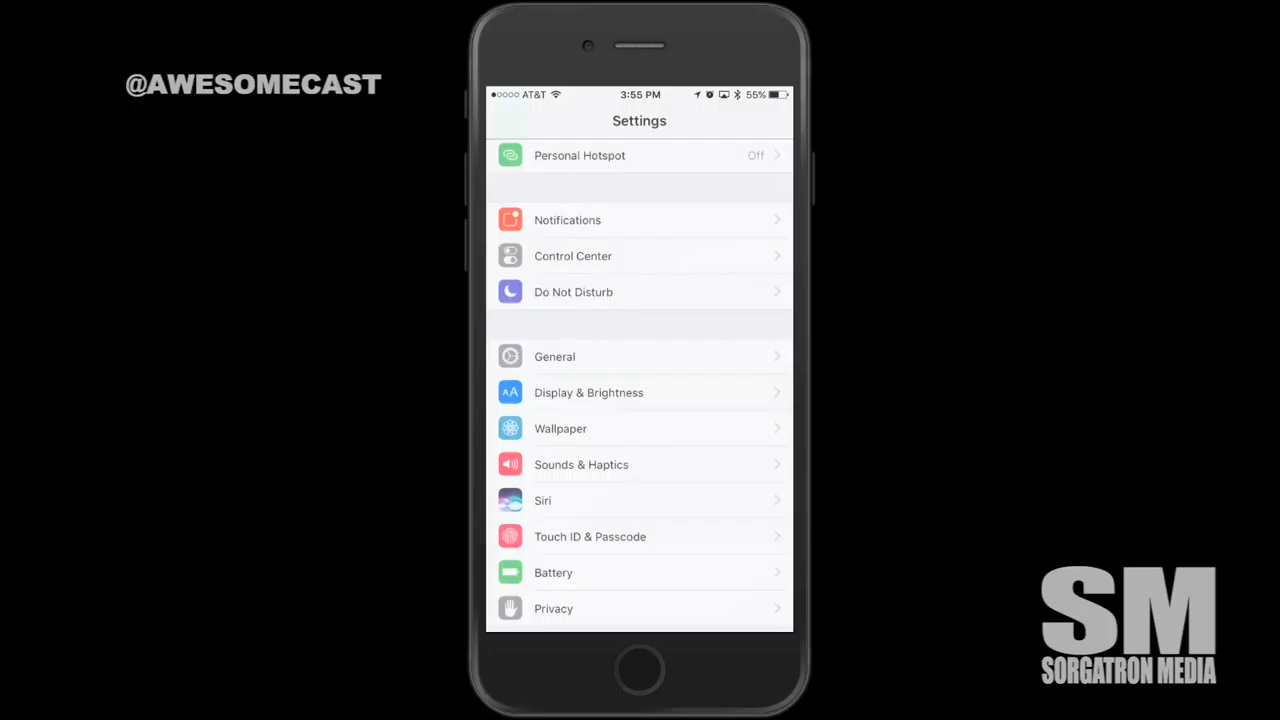 @AWESOMECAST
AT&T 3:55 PM 55%
Settings
Personal Hotspot Off
Notifications
Control Center
Do Not Disturb
General
AA Display & Brightness
Wallpaper
Sounds & Haptics
Siri
Touch ID & Passcode
Battery
Privacy
SM
SORGATRON MEDIA